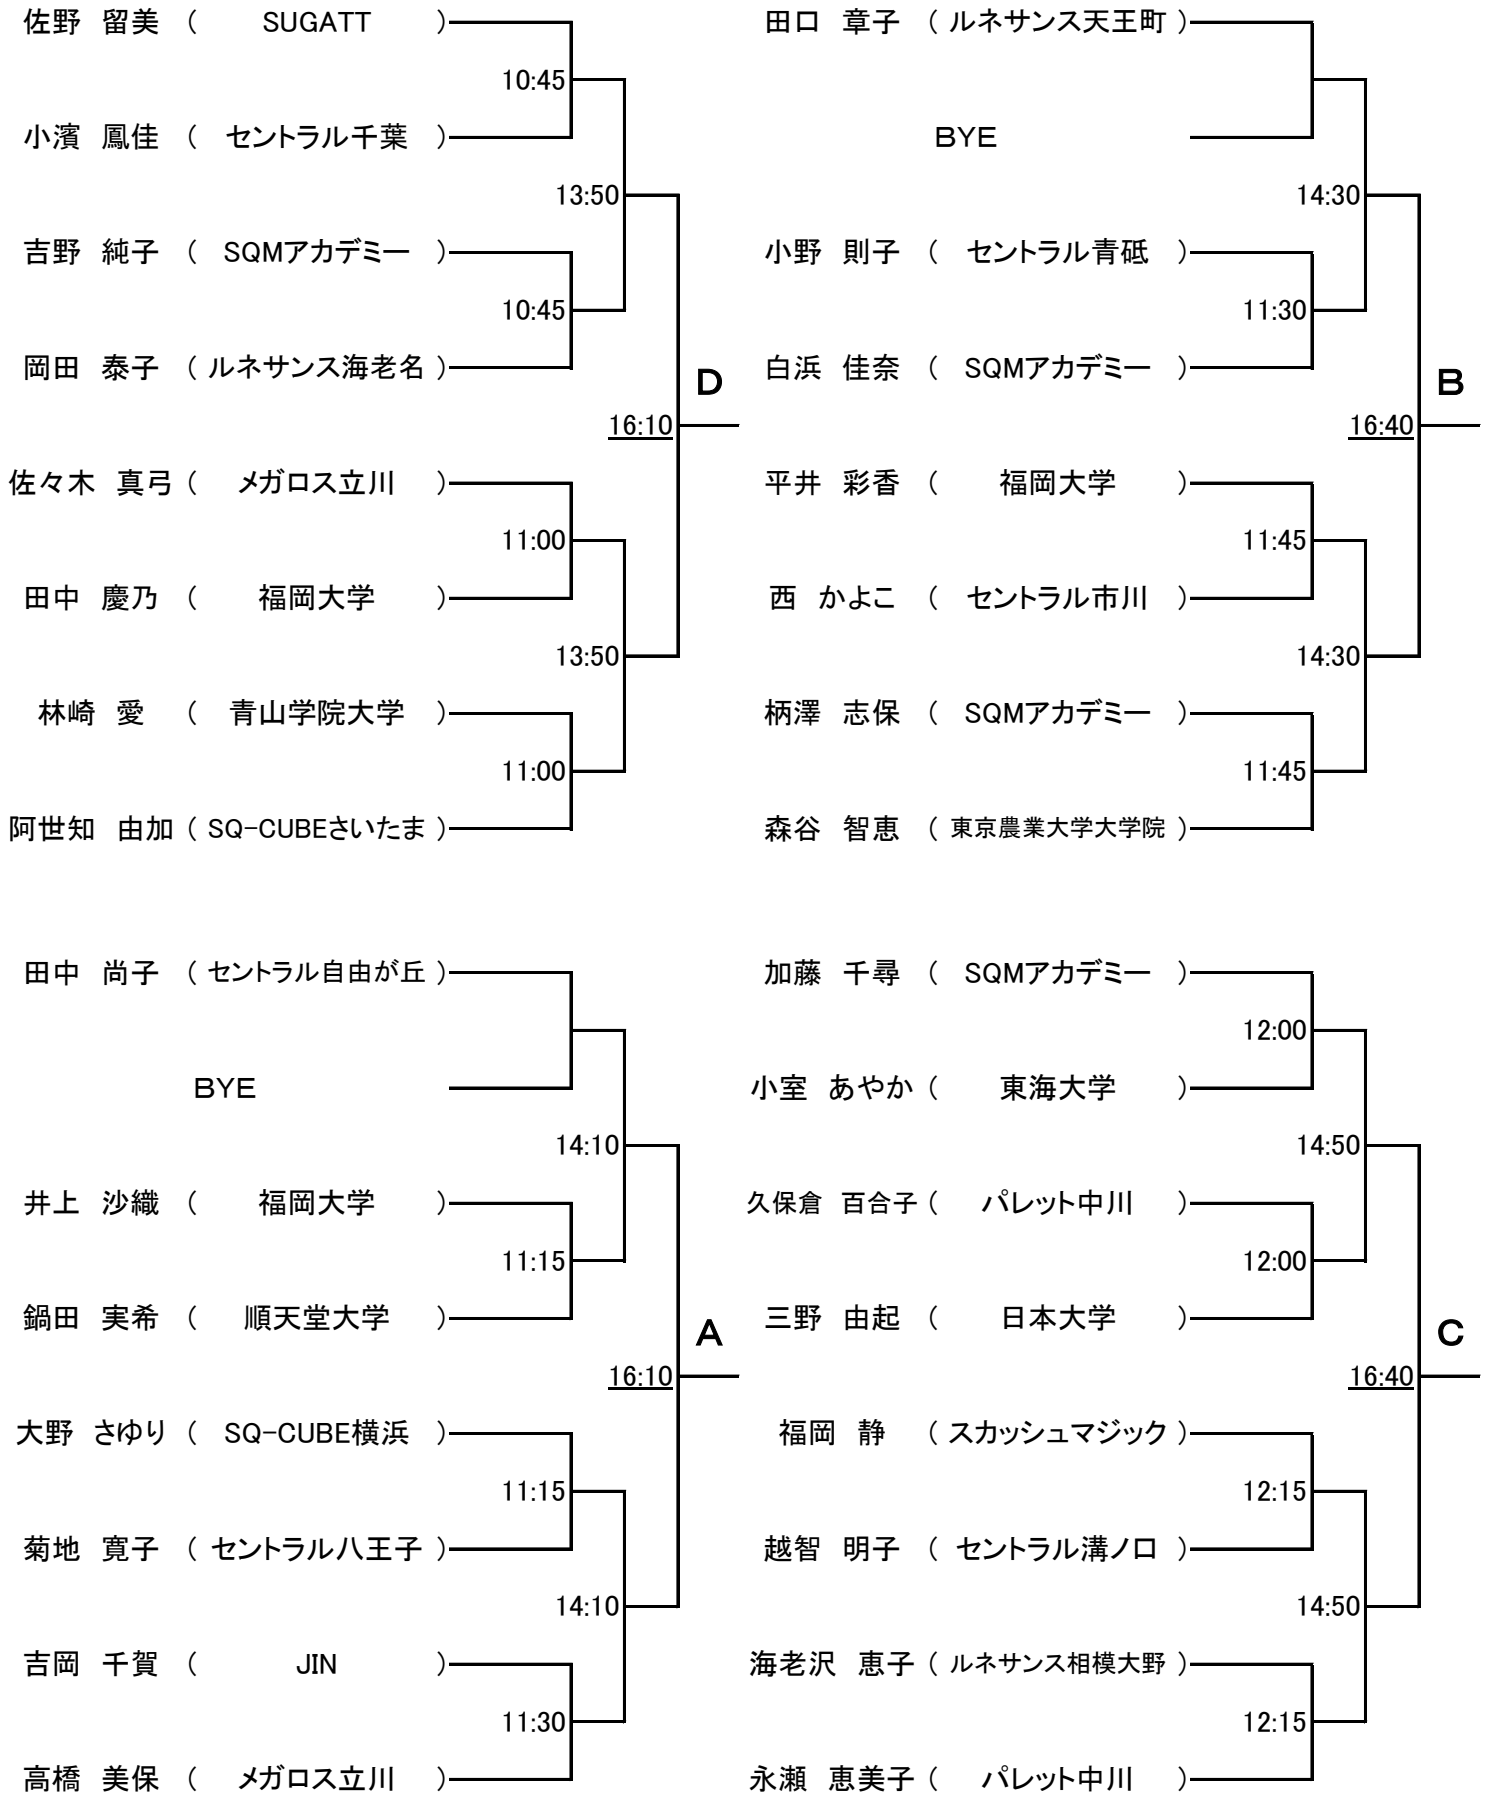 佐野 留美 ( SUGATT )
10:45
小濱 鳳佳 ( セントラル千葉 )
13:50
吉野 純子 ( SQMアカデミー )
10:45
岡田 泰子 ( ルネサンス海老名 )
D
16:10
佐々木 真弓 ( メガロス立川 )
11:00
田中 慶乃 ( 福岡大学 )
13:50
林崎 愛 ( 青山学院大学 )
11:00
阿世知 由加 ( SQ-CUBEさいたま )
田口 章子 ( ルネサンス天王町 )
BYE
14:30
小野 則子 ( セントラル青砥 )
11:30
白浜 佳奈 ( SQMアカデミー )
B
16:40
平井 彩香 ( 福岡大学 )
11:45
西 かよこ ( セントラル市川 )
14:30
柄澤 志保 ( SQMアカデミー )
11:45
森谷 智恵 ( 東京農業大学大学院 )
田中 尚子 ( セントラル自由が丘 )
BYE
14:10
井上 沙織 ( 福岡大学 )
11:15
鍋田 実希 ( 順天堂大学 )
A
16:10
大野 さゆり ( SQ-CUBE横浜 )
11:15
菊地 寛子 ( セントラル八王子 )
14:10
吉岡 千賀 ( JIN )
11:30
高橋 美保 ( メガロス立川 )
加藤 千尋 ( SQMアカデミー )
12:00
小室 あやか ( 東海大学 )
14:50
久保倉 百合子 ( パレット中川 )
12:00
三野 由起 ( 日本大学 )
C
16:40
福岡 静 ( スカッシュマジック )
12:15
越智 明子 ( セントラル溝ノ口 )
14:50
海老沢 恵子 ( ルネサンス相模大野 )
12:15
永瀬 恵美子 ( パレット中川 )